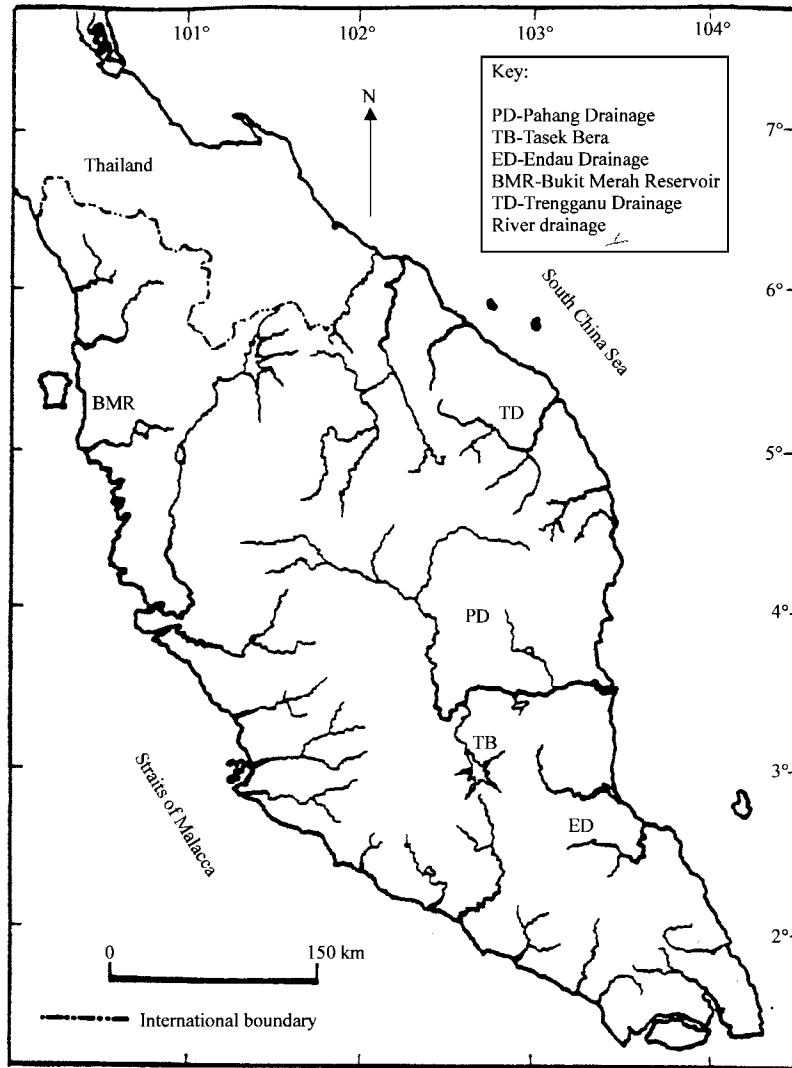 101°
102°
103°
104°
Key:
PD-Pahang Drainage
TB-Tasek Bera
ED-Endau Drainage
BMR-Bukit Merah Reservoir
TD-Trengganu Drainage
River drainage
N
7°
Thailand
6°
South China Sea
BMR
TD
5°
PD
4°
TB
3°
Straits of Malacca
ED
2°
0
150 km
International boundary